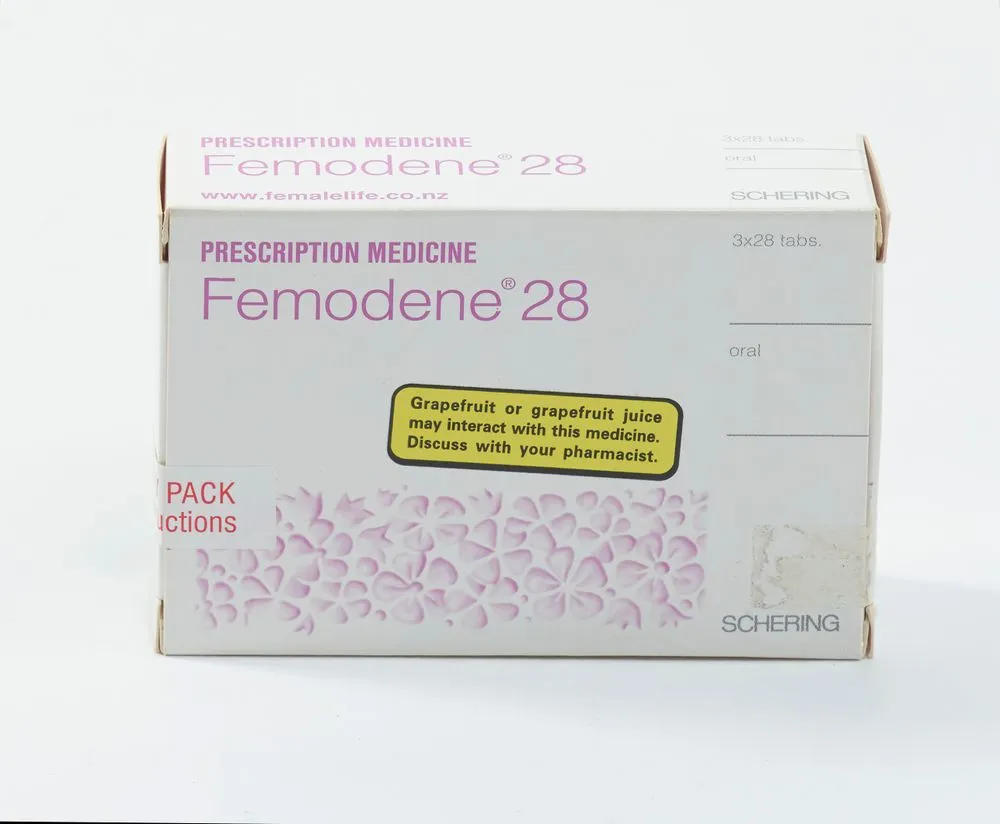 PRESCRIPTION MEDICINE
Femodene® 28
www.femalelife.co.nz
3x28 tabs.
oral
SCHERING
PRESCRIPTION MEDICINE
Femodene® 28
3x28 tabs.
oral
Grapefruit or grapefruit juice
may interact with this medicine.
Discuss with your pharmacist.
PACK
uctions
SCHERING